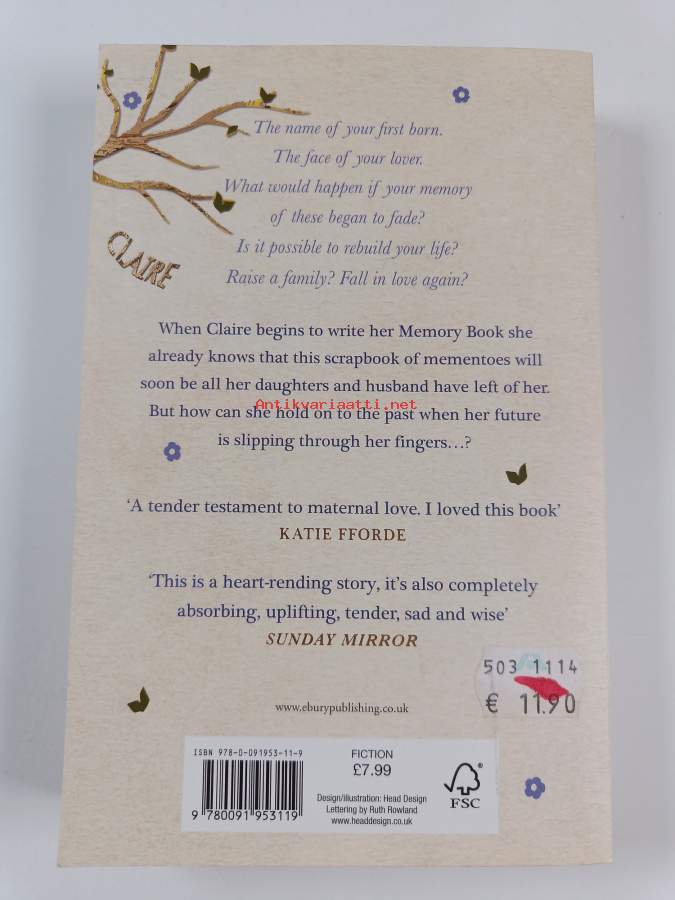 The name of your first born.
The face of your lover.
What would happen if your memory
of these began to fade?
Is it possible to rebuild your life?
Raise a family? Fall in love again?
CLAIRE
When Claire begins to write her Memory Book she
already knows that this scrapbook of mementoes will
soon be all her daughters and husband have left of her.
But how can she hold on to the past when her future
Antikvariaatti.net
is slipping through her fingers...?
'A tender testament to maternal love. I loved this book'
KATIE FFORDE
'This is a heart-rending story, it's also completely
absorbing, uplifting, tender, sad and wise'
SUNDAY MIRROR
503 1114
€ 11.90
www.eburypublishing.co.uk
ISBN 978-0-091953-11-9
9 780091 953119
FICTION
£7.99
Design/illustration: Head Design
Lettering by Ruth Rowland
www.headdesign.co.uk
®
FSC